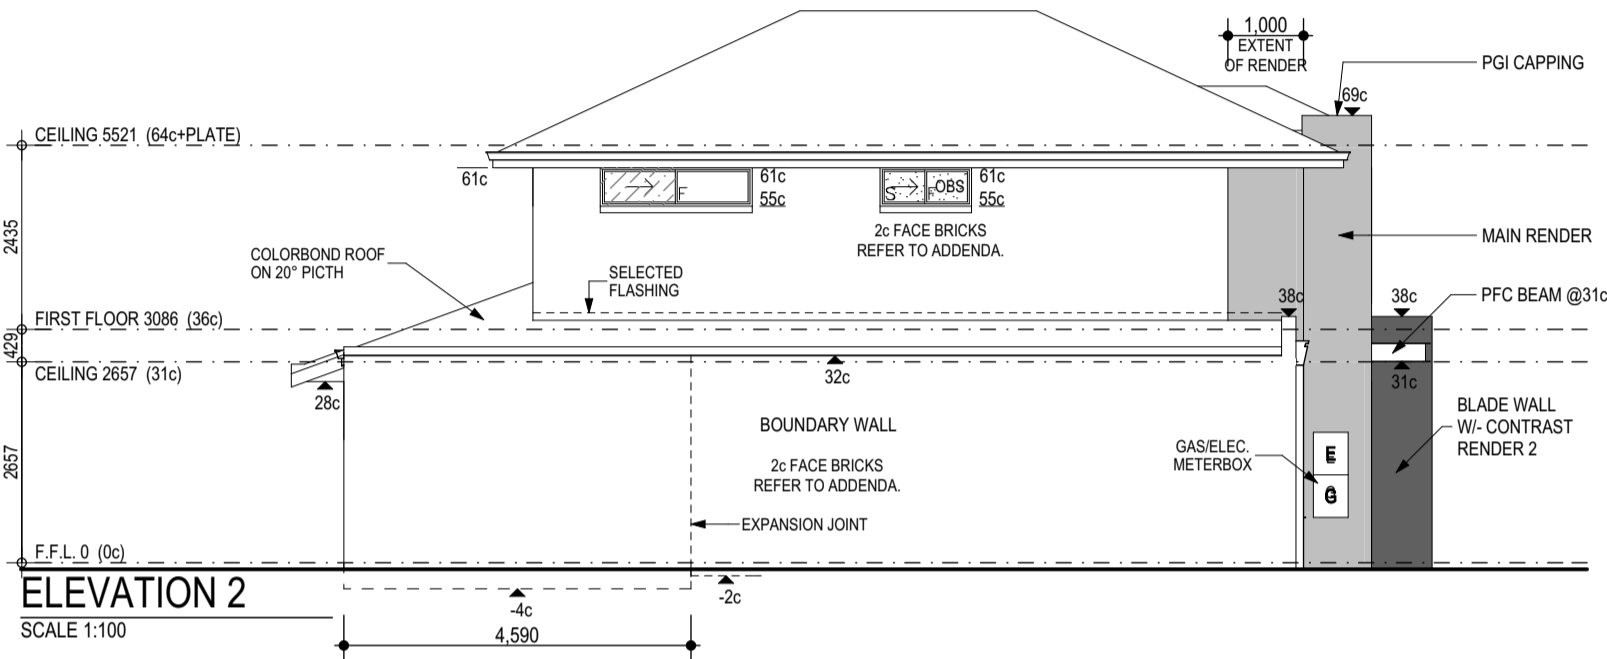 1,000
EXTENT
OF RENDER
PGI CAPPING
69c
CEILING 5521 (64c+PLATE)
61c
F
61c
55c
S
F
OBS
61c
55c
2c FACE BRICKS
REFER TO ADDENDA.
MAIN RENDER
2435
COLORBOND ROOF
ON 20° PICTH
SELECTED
FLASHING
38c
38c
PFC BEAM @31c
FIRST FLOOR 3086 (36c)
429
CEILING 2657 (31c)
28c
32c
31c
BOUNDARY WALL
BLADE WALL
W/- CONTRAST
RENDER 2
GAS/ELEC.
METERBOX
E
G
2657
2c FACE BRICKS
REFER TO ADDENDA.
EXPANSION JOINT
F.F.L. 0 (0c)
ELEVATION 2
SCALE 1:100
-4c
-2c
4,590